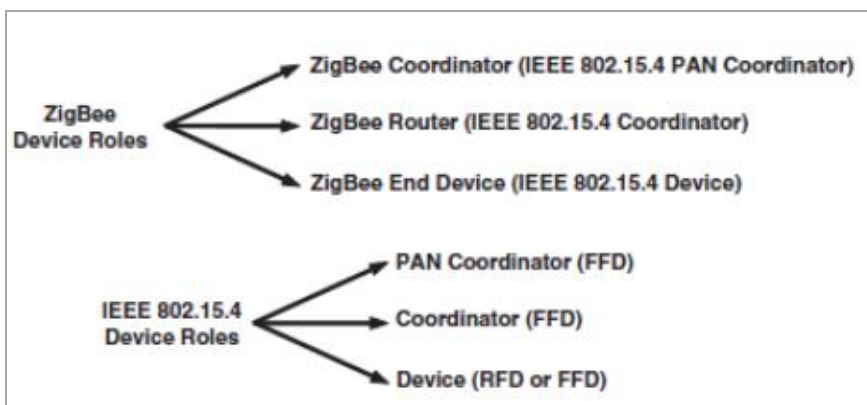 ZigBee
Device Roles
ZigBee Coordinator (IEEE 802.15.4 PAN Coordinator)
ZigBee Router (IEEE 802.15.4 Coordinator)
ZigBee End Device (IEEE 802.15.4 Device)
IEEE 802.15.4
Device Roles
PAN Coordinator (FFD)
Coordinator (FFD)
Device (RFD or FFD)